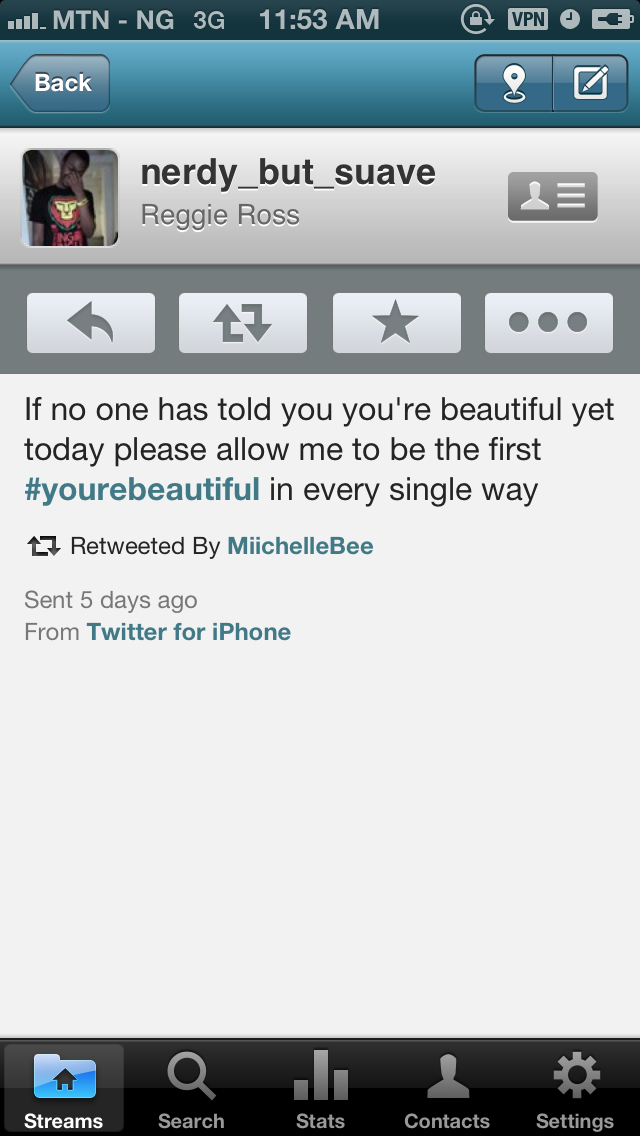 MTN - NG 3G 11:53 AM VPN
Back
nerdy_but_suave
Reggie Ross
If no one has told you you're beautiful yet
today please allow me to be the first
#yourebeautiful in every single way
Retweeted By MiichelleBee
Sent 5 days ago
From Twitter for iPhone
Streams Search Stats Contacts Settings